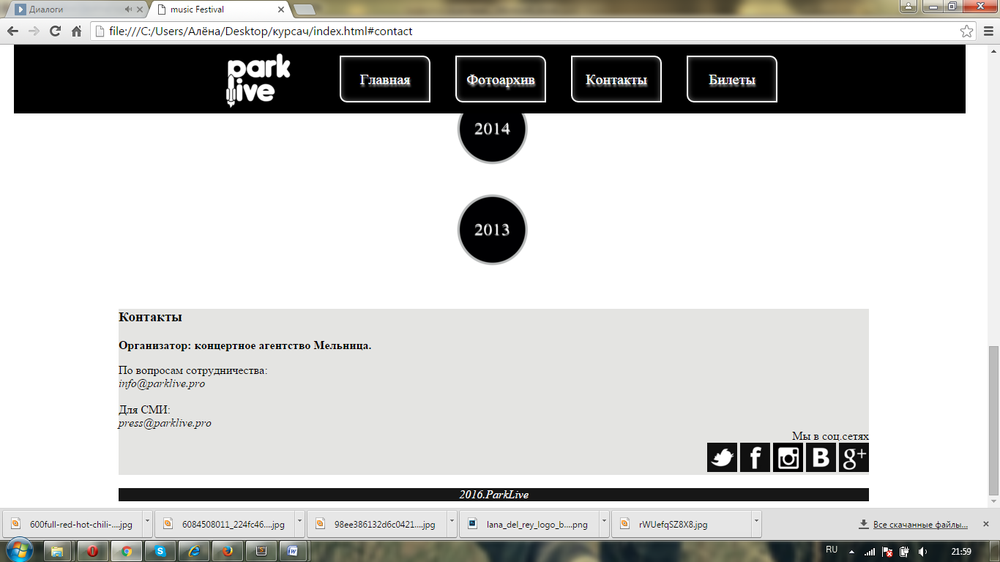 Диалоги
music Festival
file:///C:/Users/Алёна/Desktop/курсач/index.html#contact
park live
Главная
Фотоархив
Контакты
Билеты
2014
2013
Контакты
Организатор: концертное агентство Мельница.
По вопросам сотрудничества:
info@parklive.pro
Для СМИ:
press@parklive.pro
Мы в соц.сетях
f
B
g+
2016.ParkLive
600full-red-hot-chili-....jpg
6084508011_224fc46....jpg
98ee386132d6c0421....jpg
lana_del_rey_logo_b....png
rWUefqSZ8X8.jpg
Все скачанные файлы...
RU
21:59